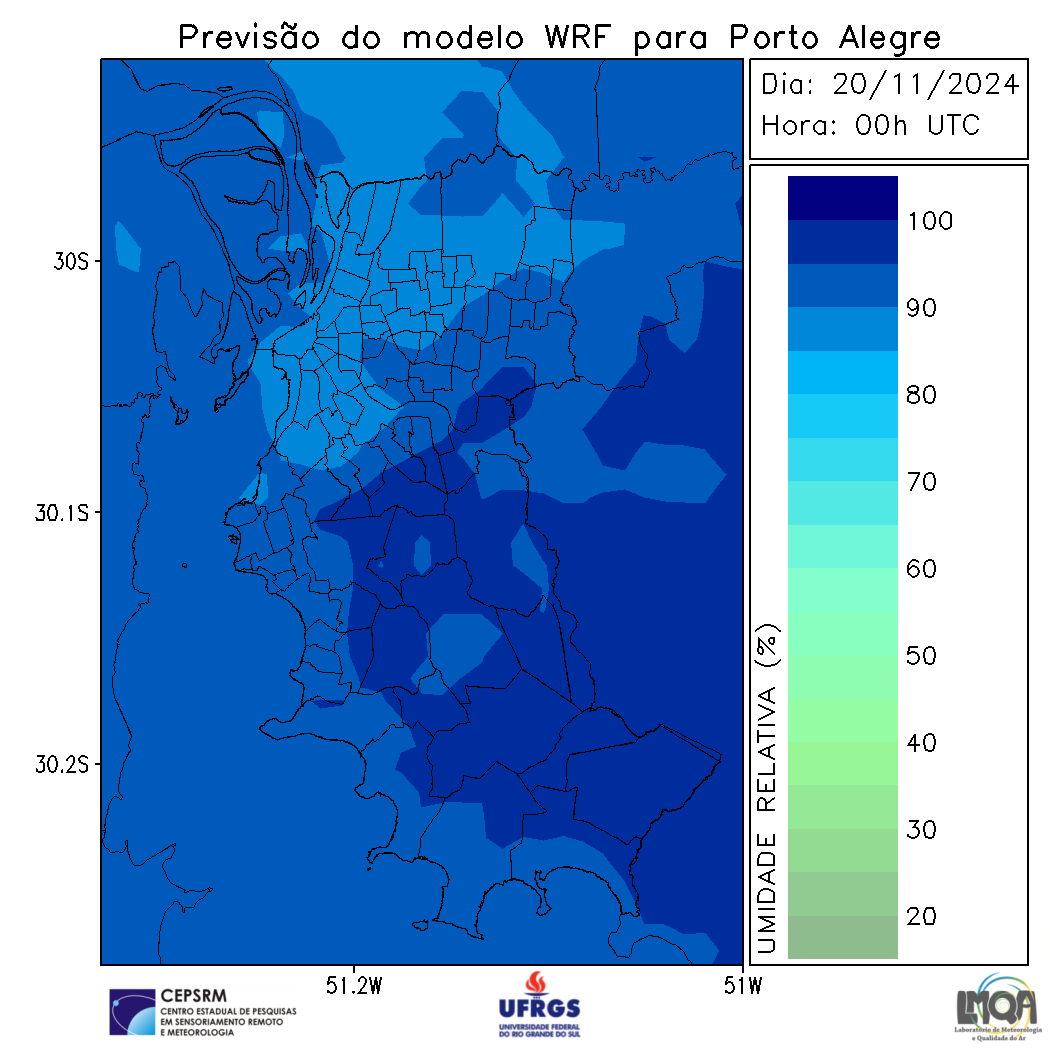 Previsão do modelo WRF para Porto Alegre
Dia: 20/11/2024
Hora: 00h UTC
30S
30.1S
30.2S
51.2W
51W
UMIDADE RELATIVA (%)
100
90
80
70
60
50
40
30
20
CEPSRM
CENTRO ESTADUAL DE PESQUISAS
EM SENSORIAMENTO REMOTO
E METEOROLOGIA
UFRGS
UNIVERSIDADE FEDERAL
DO RIO GRANDE DO SUL
LMQA
Laboratório de Meteorologia
e Qualidade do Ar